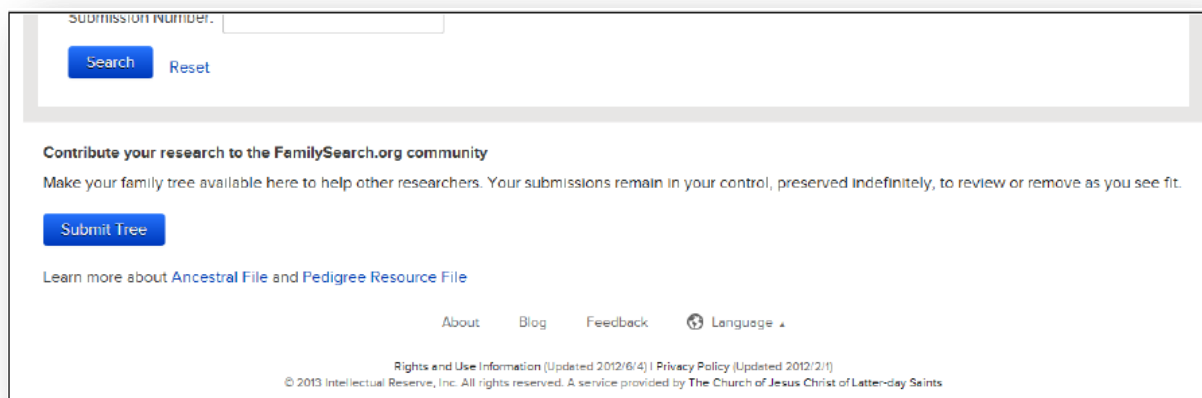 Submission Number:
Search Reset
Contribute your research to the FamilySearch.org community
Make your family tree available here to help other researchers. Your submissions remain in your control, preserved indefinitely, to review or remove as you see fit.
Submit Tree
Learn more about Ancestral File and Pedigree Resource File
About Blog Feedback Language
Rights and Use Information (Updated 2012/6/4) | Privacy Policy (Updated 2012/2/1)
© 2013 Intellectual Reserve, Inc. All rights reserved. A service provided by The Church of Jesus Christ of Latter-day Saints